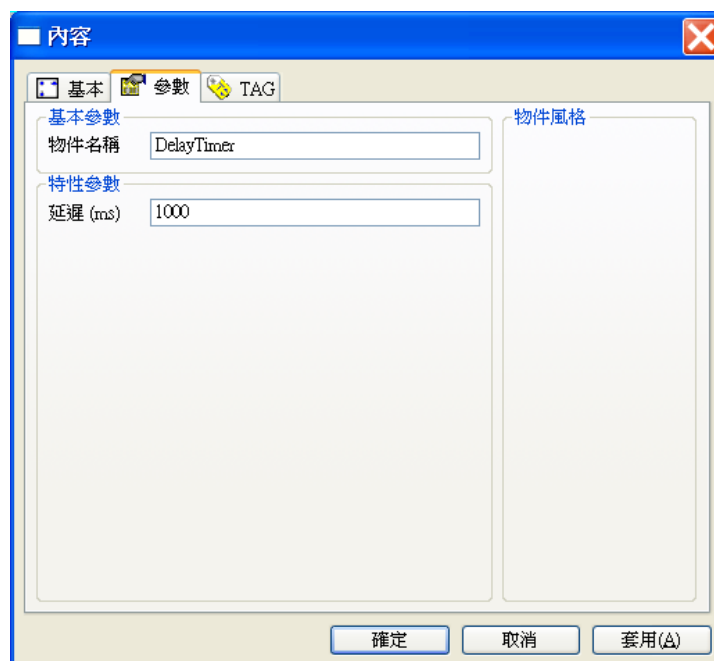 內容
基本 參數 TAG
基本參數
物件名稱 DelayTimer
特性參數
延遲 (ms) 1000
物件風格
確定 取消 套用(A)